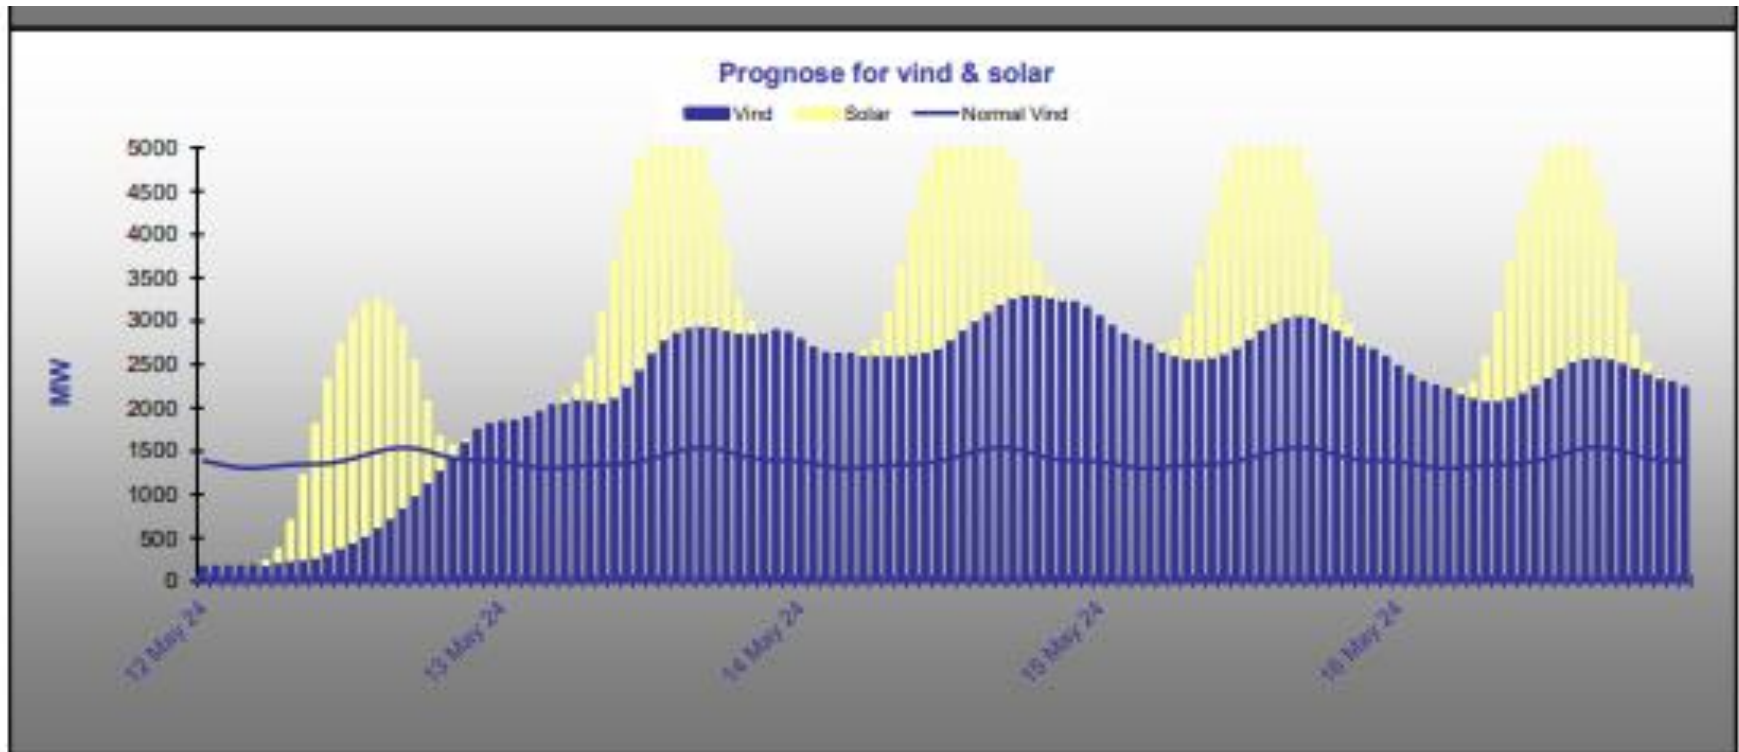 Prognose for vind & solar
Vind Solar Normal Vind
5000
4500
4000
3500
3000
2500
2000
1500
1000
500
0
MW
12 May 24
13 May 24
14 May 24
15 May 24
16 May 24